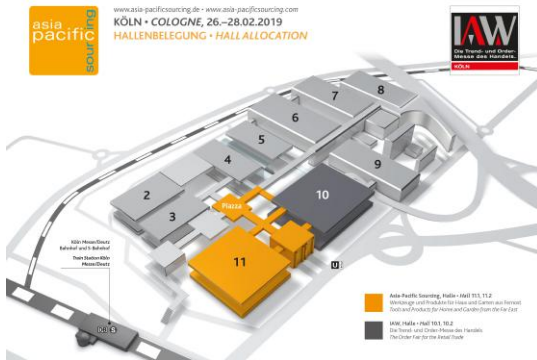 asia
pacific
sourcing
www.asia-pacificsourcing.de • www.asia-pacificsourcing.com
KÖLN • COLOGNE, 26.–28.02.2019
HALLENBELEGUNG • HALL ALLOCATION
IAW
Die Trend- und Order-
Messe des Handels.
KÖLN
8
7
6
5
4
9
2
3
10
Piazza
11
Köln Messe/Deutz
Bahnhof und S-Bahnhof
Train Station Köln
Messe/Deutz
U
Asia-Pacific Sourcing, Halle • Hall 11.1, 11.2
Werkzeuge und Produkte für Haus und Garten aus Fernost
Tools and Products for Home and Garden from the Far East
IAW, Halle • Hall 10.1, 10.2
Die Trend- und Order-Messe des Handels
The Order Fair for the Retail Trade